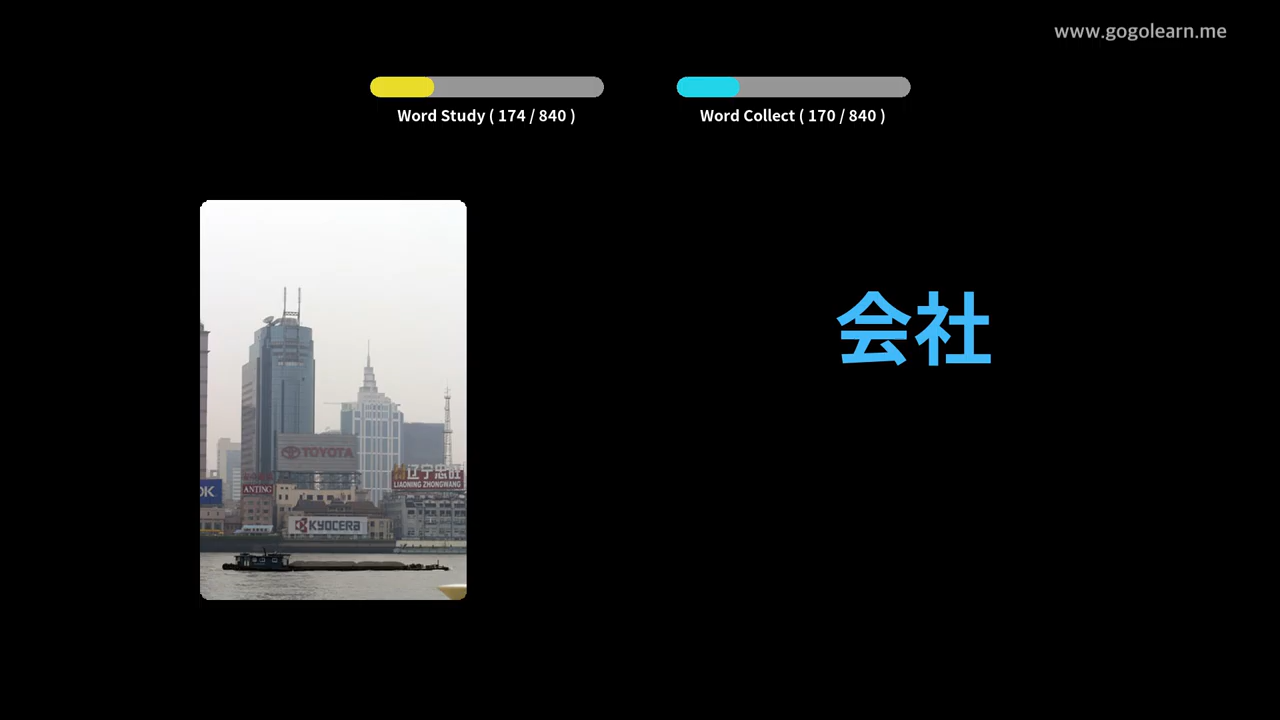 www.gogolearn.me
Word Study ( 174 / 840 )
Word Collect ( 170 / 840 )
会社
TOYOTA
辽宁忠旺
LIAONING ZHONGWANG
OK
ANTING
KYOCERA